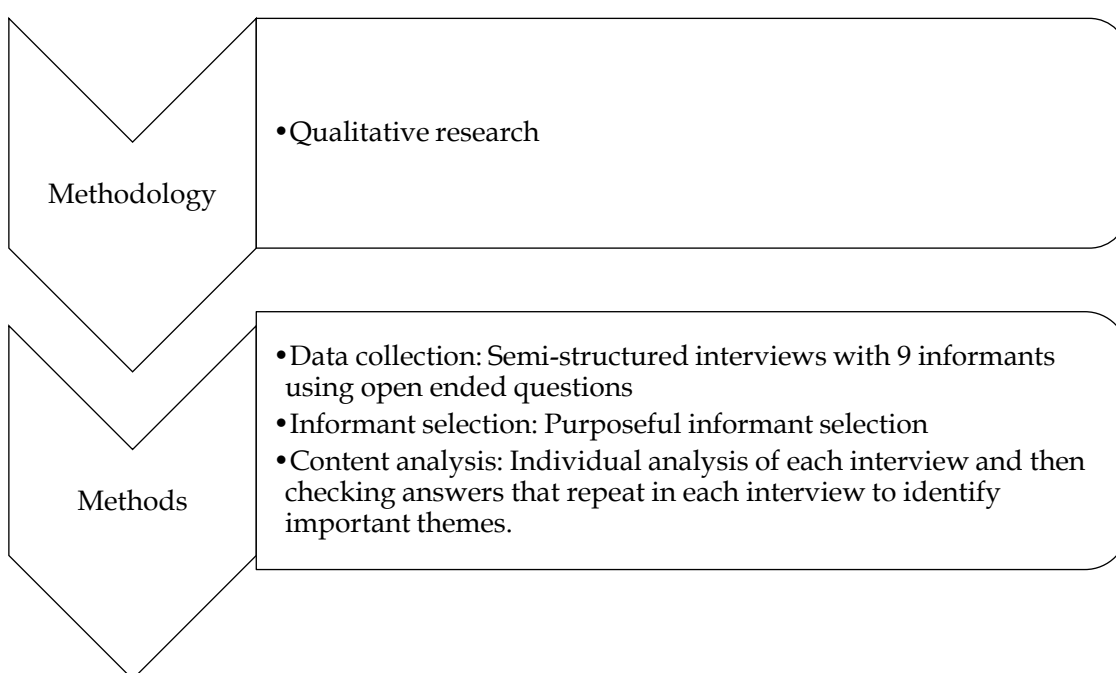 Methodology
•Qualitative research
Methods
•Data collection: Semi-structured interviews with 9 informants
using open ended questions
•Informant selection: Purposeful informant selection
•Content analysis: Individual analysis of each interview and then
checking answers that repeat in each interview to identify
important themes.